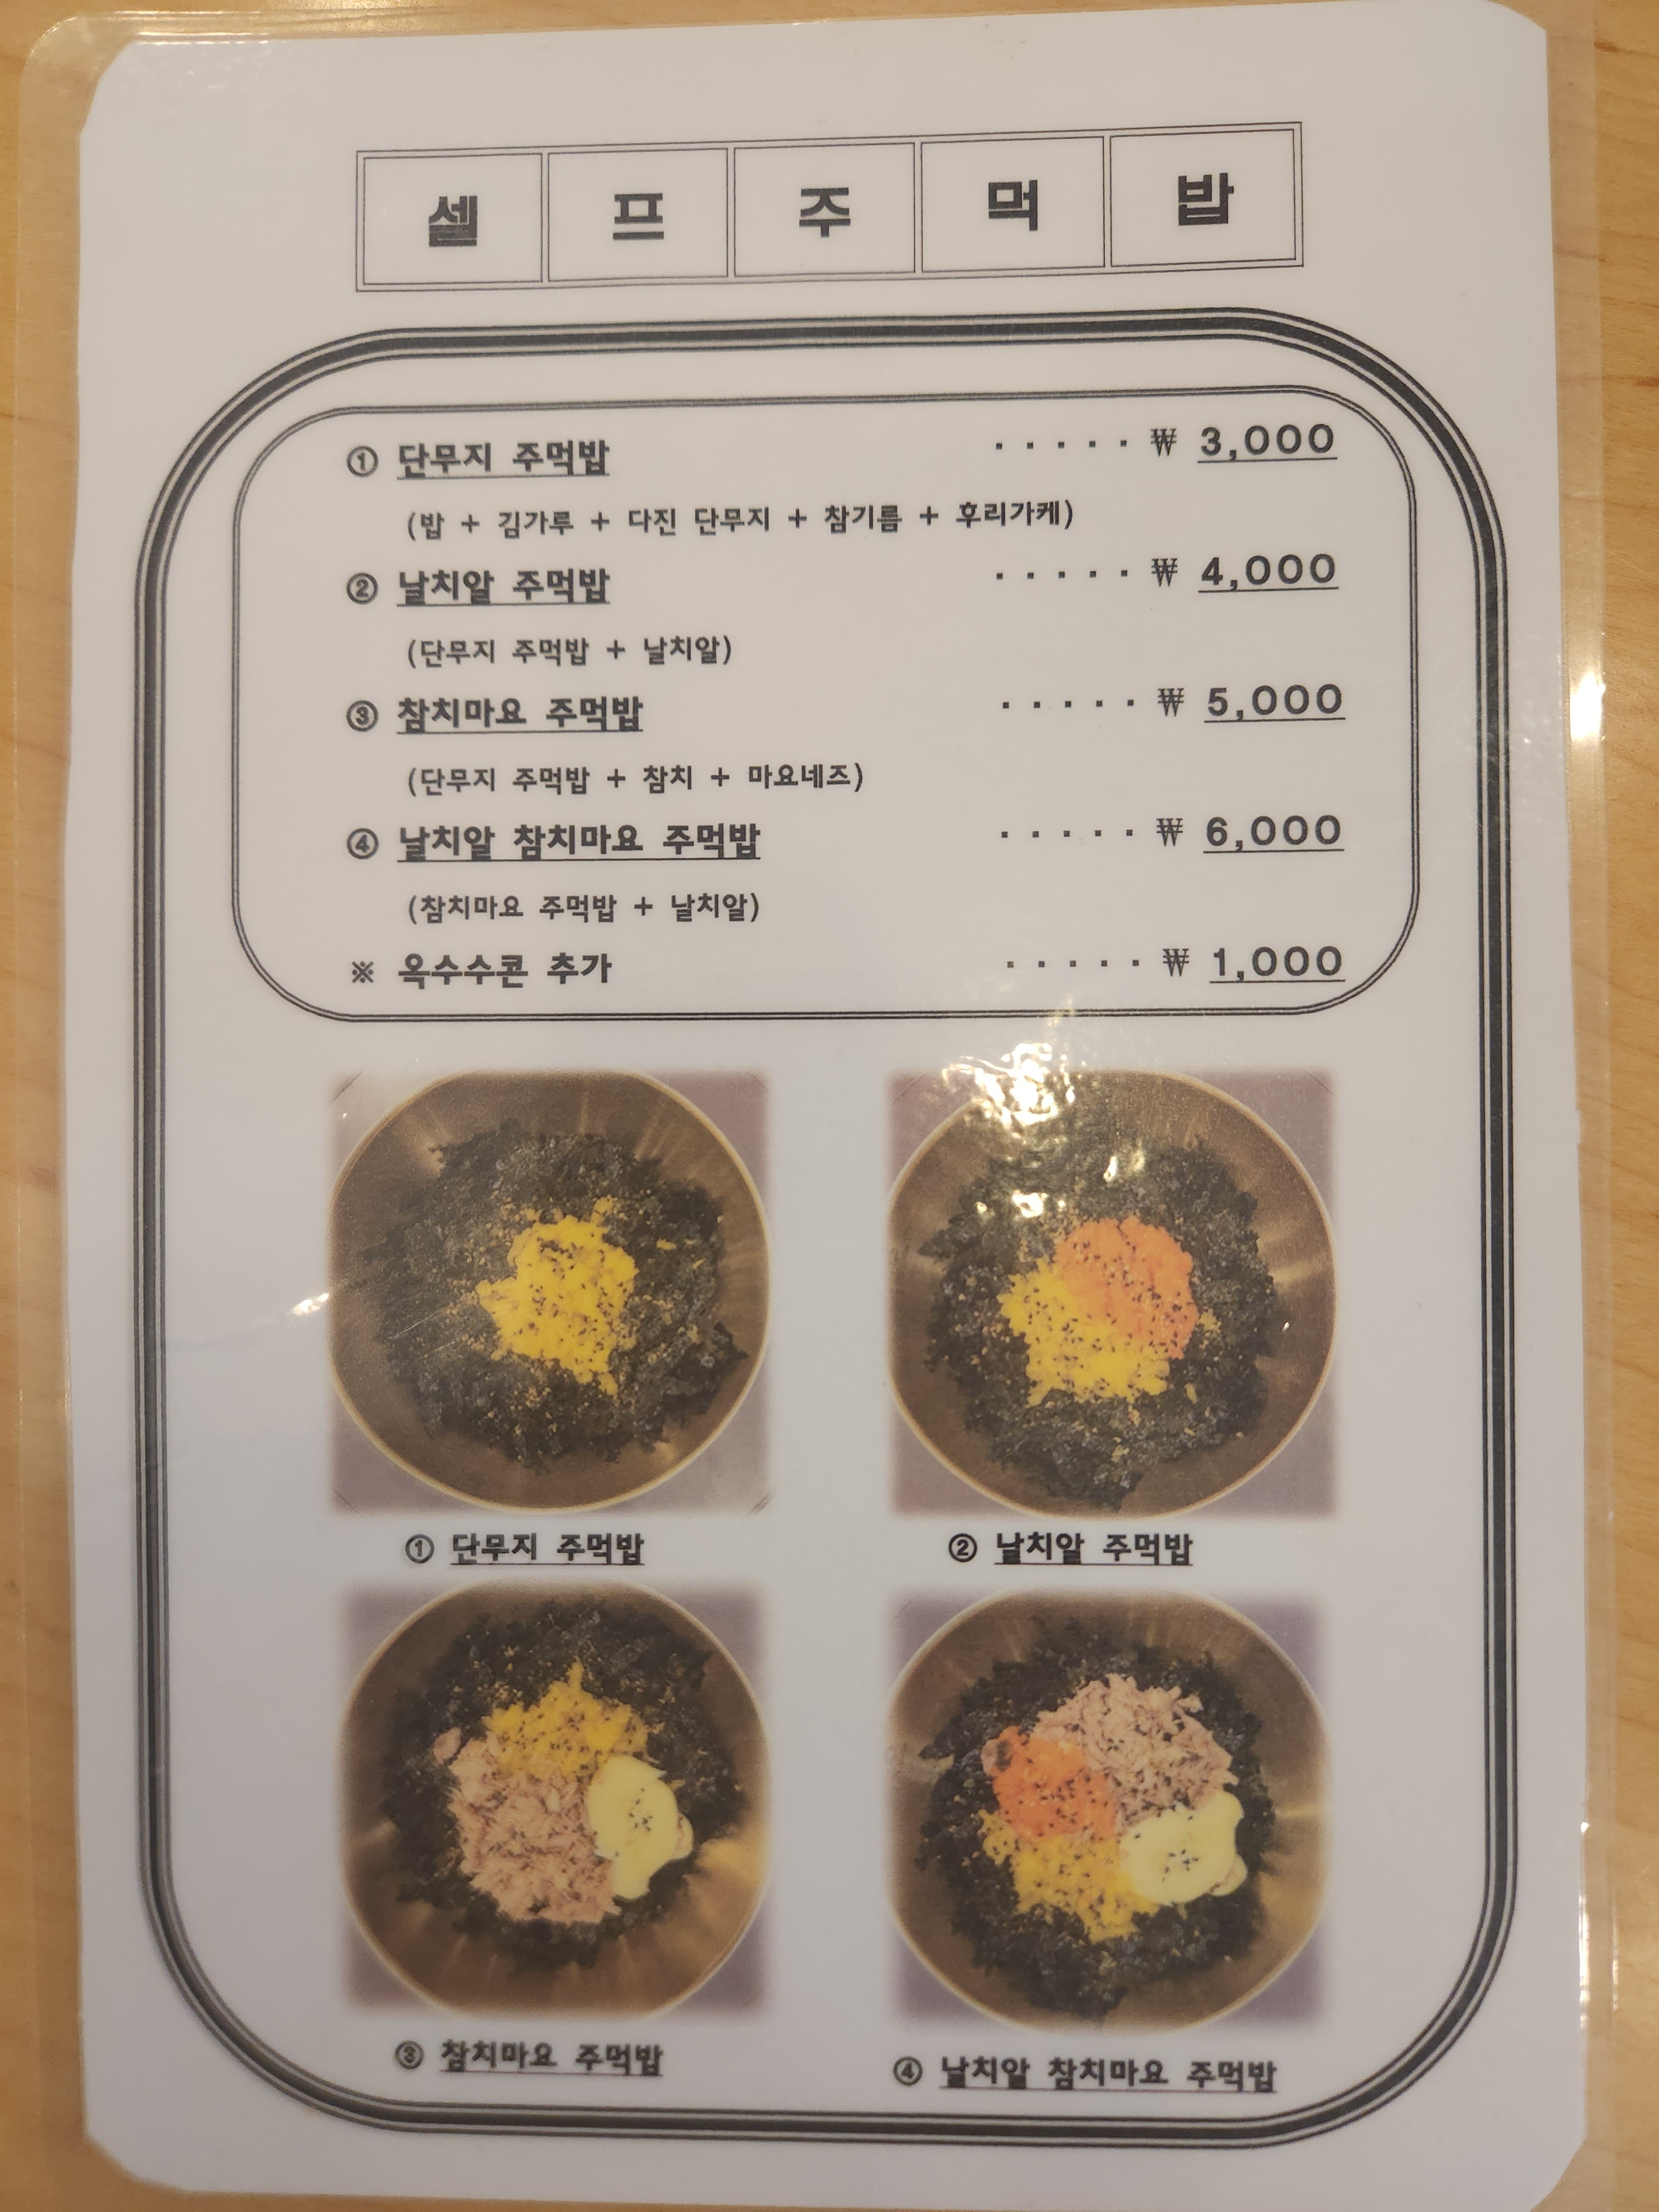 셀프주먹밥
① 단무지 주먹밥 ····· ₩ 3,000
(밥 + 김가루 + 다진 단무지 + 참기름 + 후리가케)
② 날치알 주먹밥 ····· ₩ 4,000
(단무지 주먹밥 + 날치알)
③ 참치마요 주먹밥 ····· ₩ 5,000
(단무지 주먹밥 + 참치 + 마요네즈)
④ 날치알 참치마요 주먹밥 ····· ₩ 6,000
(참치마요 주먹밥 + 날치알)
※ 옥수수콘 추가 ····· ₩ 1,000
① 단무지 주먹밥
② 날치알 주먹밥
③ 참치마요 주먹밥
④ 날치알 참치마요 주먹밥